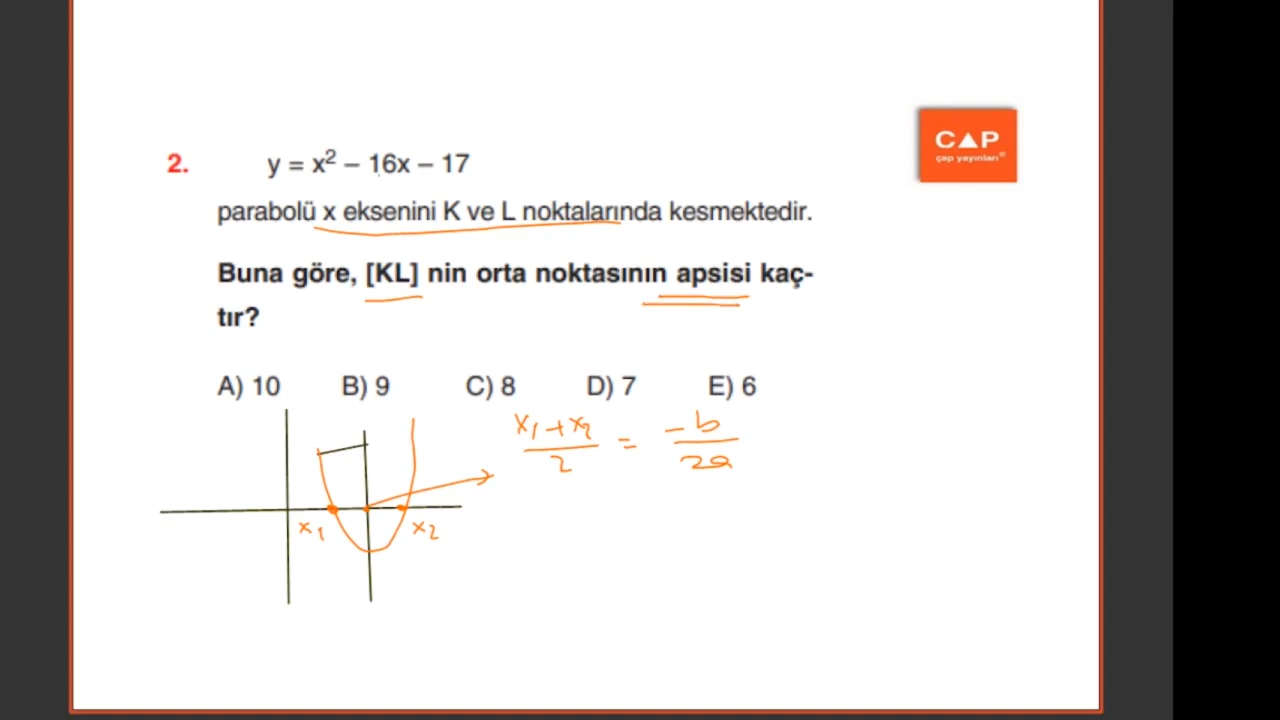 CAP
çap yayınları®
2. y = x² – 16x – 17
parabolü x eksenini K ve L noktalarında kesmektedir.
Buna göre, [KL] nin orta noktasının apsisi kaç-
tır?
A) 10 B) 9 C) 8 D) 7 E) 6
x₁+x₂ / 2 = -b / 2a
x₁ x₂